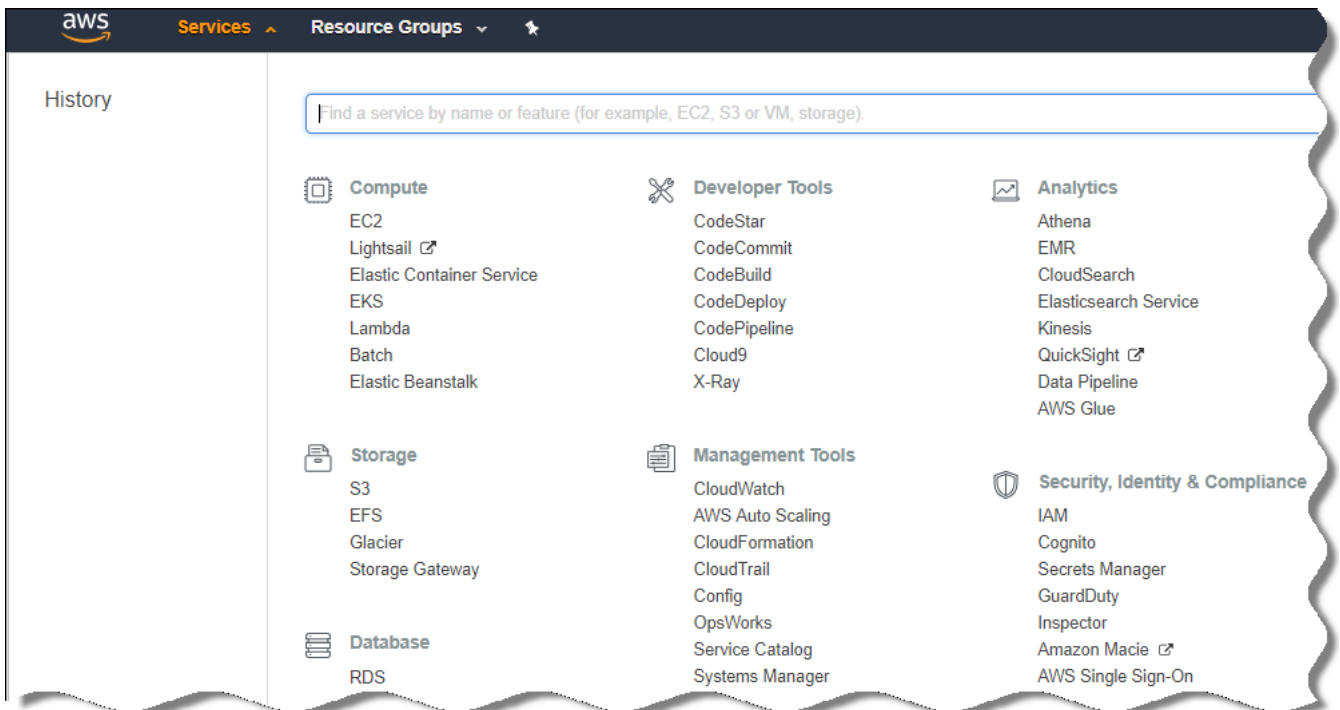 aws Services Resource Groups
History
Find a service by name or feature (for example, EC2, S3 or VM, storage).
Compute
EC2
Lightsail
Elastic Container Service
EKS
Lambda
Batch
Elastic Beanstalk
Storage
S3
EFS
Glacier
Storage Gateway
Database
RDS
Developer Tools
CodeStar
CodeCommit
CodeBuild
CodeDeploy
CodePipeline
Cloud9
X-Ray
Management Tools
CloudWatch
AWS Auto Scaling
CloudFormation
CloudTrail
Config
OpsWorks
Service Catalog
Systems Manager
Analytics
Athena
EMR
CloudSearch
Elasticsearch Service
Kinesis
QuickSight
Data Pipeline
AWS Glue
Security, Identity & Compliance
IAM
Cognito
Secrets Manager
GuardDuty
Inspector
Amazon Macie
AWS Single Sign-On